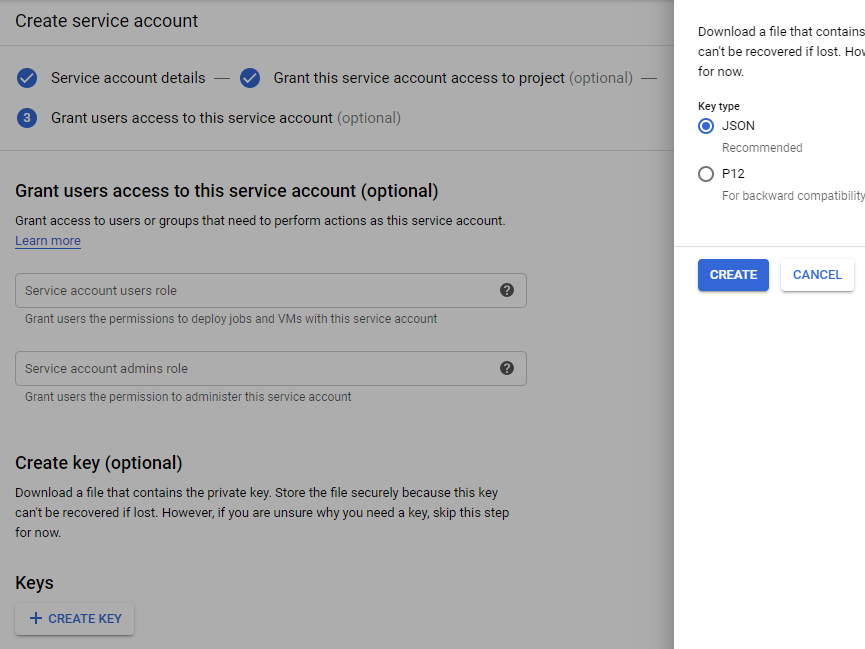 Create service account
Service account details
Grant this service account access to project (optional)
3 Grant users access to this service account (optional)
Grant users access to this service account (optional)
Grant access to users or groups that need to perform actions as this service account.
Learn more
Service account users role
Grant users the permissions to deploy jobs and VMs with this service account
Service account admins role
Grant users the permission to administer this service account
Create key (optional)
Download a file that contains the private key. Store the file securely because this key
can't be recovered if lost. However, if you are unsure why you need a key, skip this step
for now.
Keys
+ CREATE KEY
Download a file that contains
can't be recovered if lost.
for now.
Key type
JSON
Recommended
P12
For backward compatibility
CREATE
CANCEL